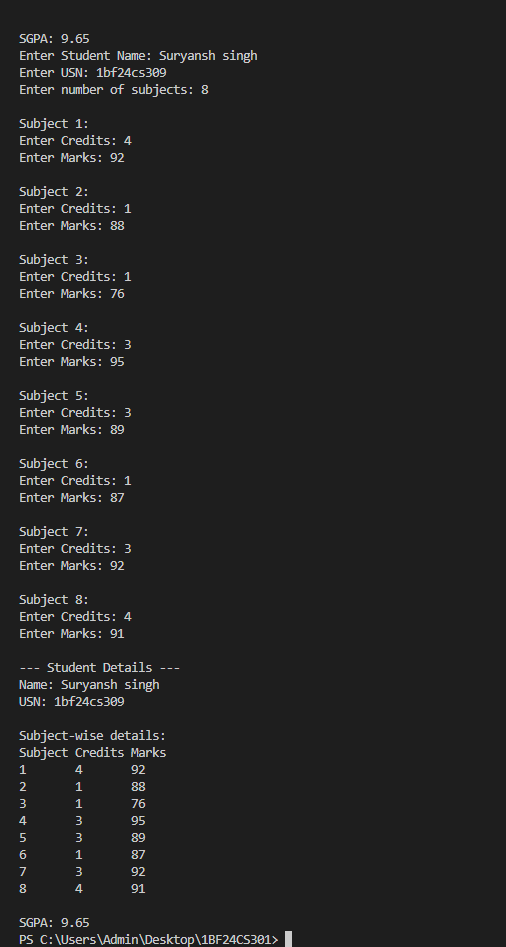 SGPA: 9.65
Enter Student Name: Suryansh singh
Enter USN: 1bf24cs309
Enter number of subjects: 8

Subject 1:
Enter Credits: 4
Enter Marks: 92

Subject 2:
Enter Credits: 1
Enter Marks: 88

Subject 3:
Enter Credits: 1
Enter Marks: 76

Subject 4:
Enter Credits: 3
Enter Marks: 95

Subject 5:
Enter Credits: 3
Enter Marks: 89

Subject 6:
Enter Credits: 1
Enter Marks: 87

Subject 7:
Enter Credits: 3
Enter Marks: 92

Subject 8:
Enter Credits: 4
Enter Marks: 91

--- Student Details ---
Name: Suryansh singh
USN: 1bf24cs309

Subject-wise details:
Subject Credits Marks
1       4       92
2       1       88
3       1       76
4       3       95
5       3       89
6       1       87
7       3       92
8       4       91

SGPA: 9.65
PS C:\Users\Admin\Desktop\1BF24CS301>